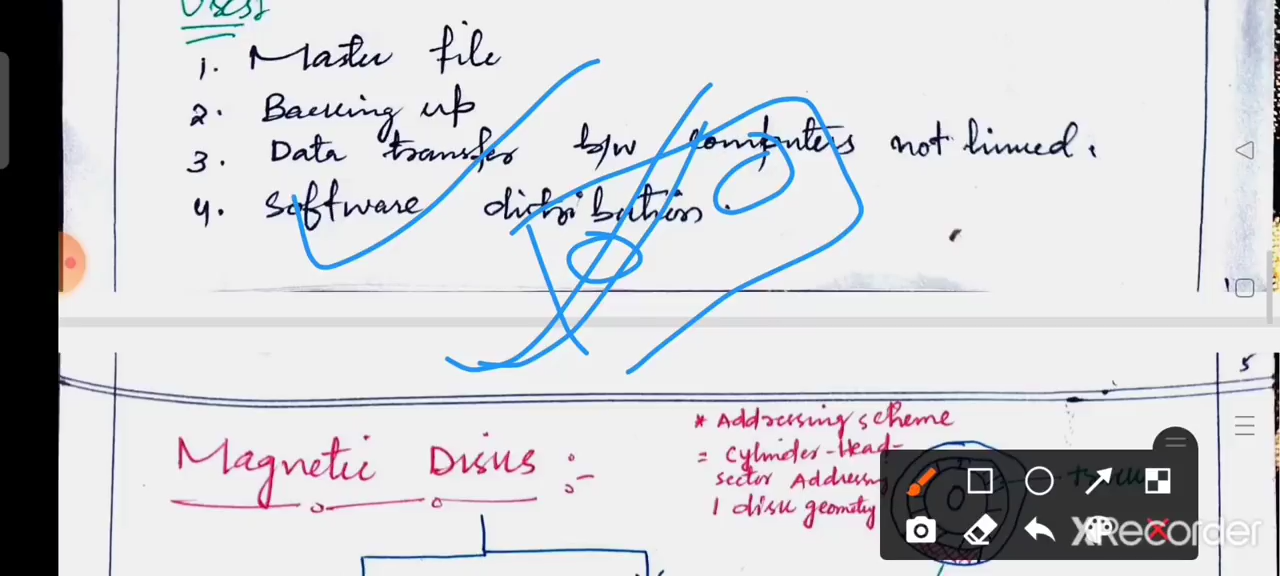 Uses:
1. Master file
2. Backing up
3. Data transfer b/w computers not linked.
4. Software distribution.
5
Magnetic Disks :-
* Addressing scheme
= Cylinder-Head-
sector Addressing
/ disk geometry
XRecorder